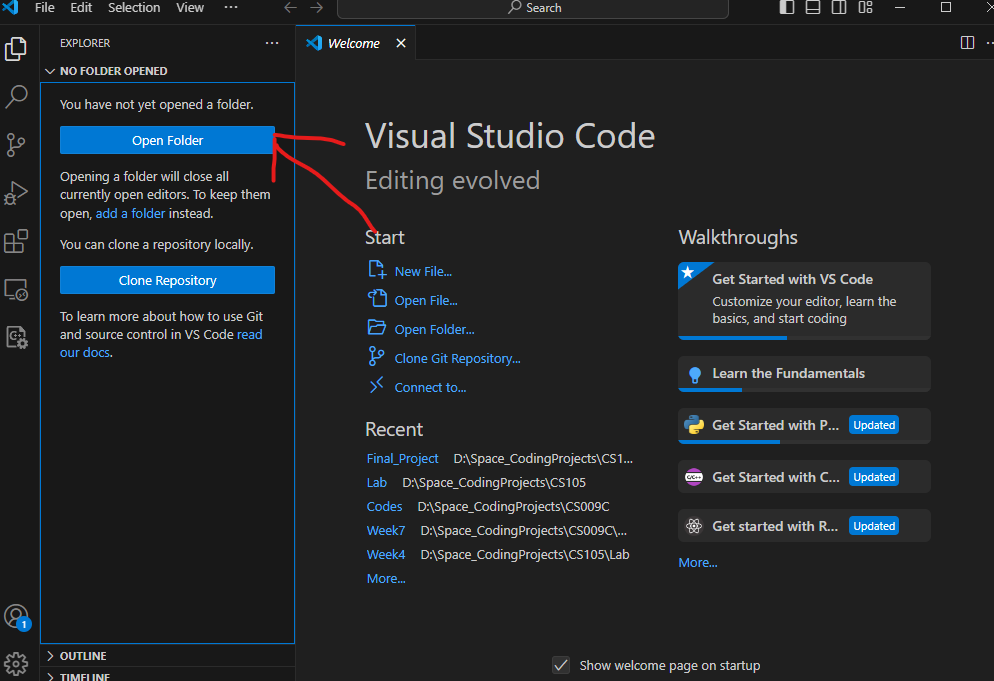 File Edit Selection View ··· Search
EXPLORER ···
Welcome
NO FOLDER OPENED
You have not yet opened a folder.
Open Folder
Opening a folder will close all
currently open editors. To keep them
open, add a folder instead.
You can clone a repository locally.
Clone Repository
To learn more about how to use Git
and source control in VS Code read
our docs.
1
OUTLINE
TIMELINE
Visual Studio Code
Editing evolved
Start
New File...
Open File...
Open Folder...
Clone Git Repository...
Connect to...
Recent
Final_Project D:\Space_CodingProjects\CS1...
Lab D:\Space_CodingProjects\CS105
Codes D:\Space_CodingProjects\CS009C
Week7 D:\Space_CodingProjects\CS009C\...
Week4 D:\Space_CodingProjects\CS105\Lab
More...
Walkthroughs
Get Started with VS Code
Customize your editor, learn the
basics, and start coding
Learn the Fundamentals
Get Started with P... Updated
C/C++ Get Started with C... Updated
Get started with R... Updated
More...
Show welcome page on startup